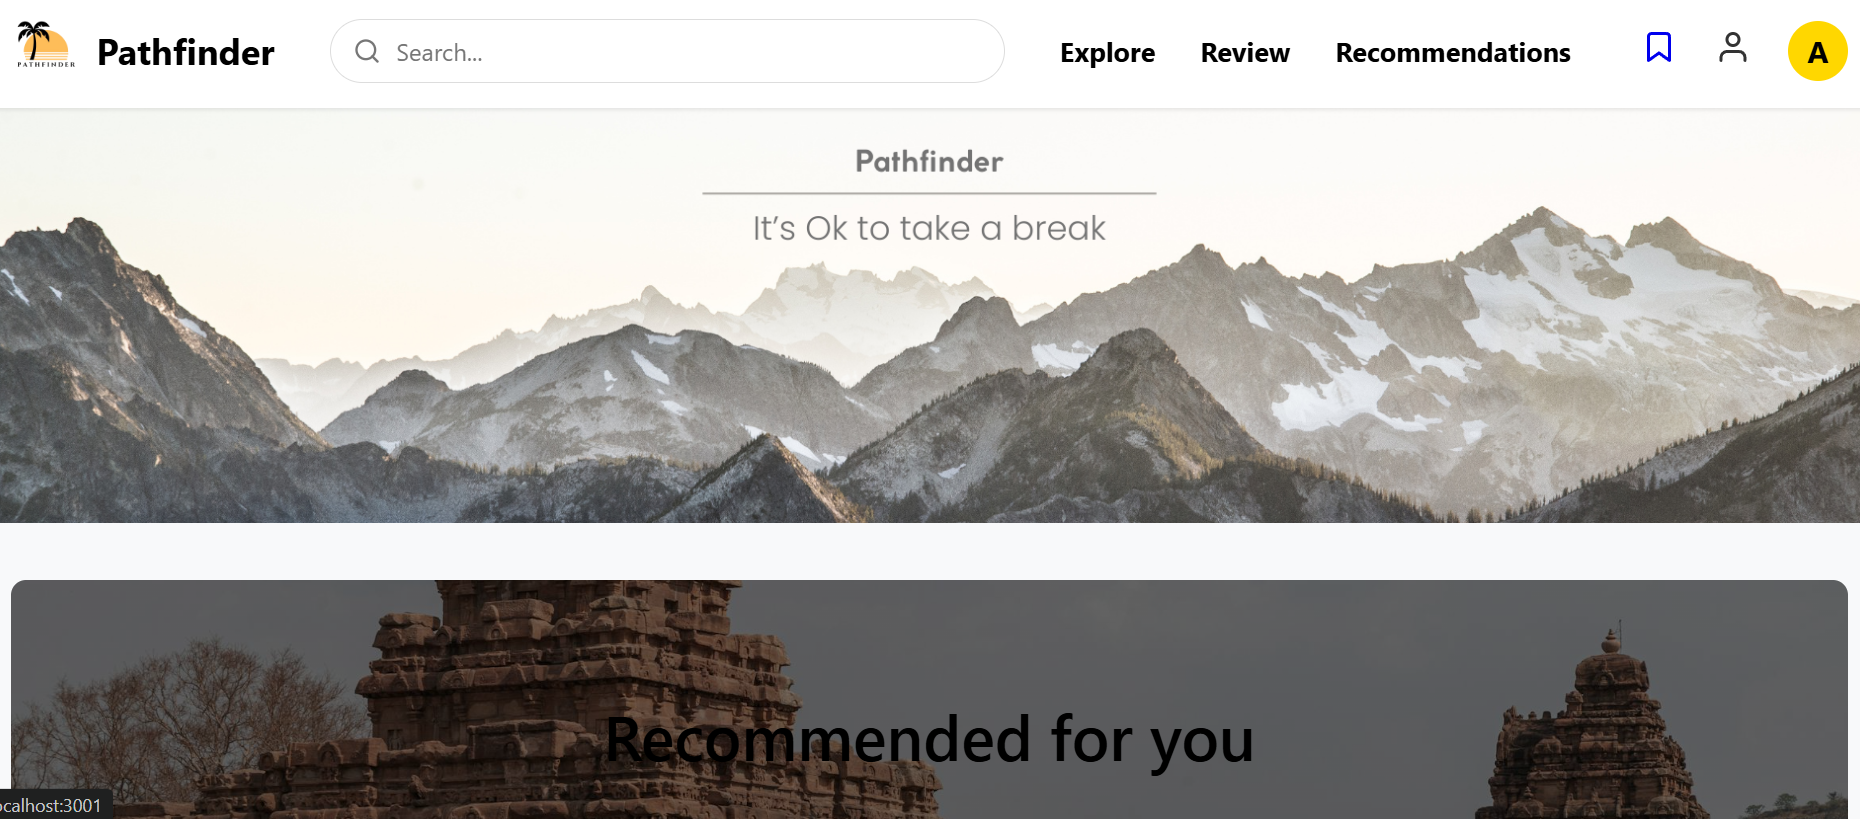 PATHFINDER
Pathfinder
Search...
Explore
Review
Recommendations
A
Pathfinder
It's Ok to take a break
Recommended for you
ocalhost:3001